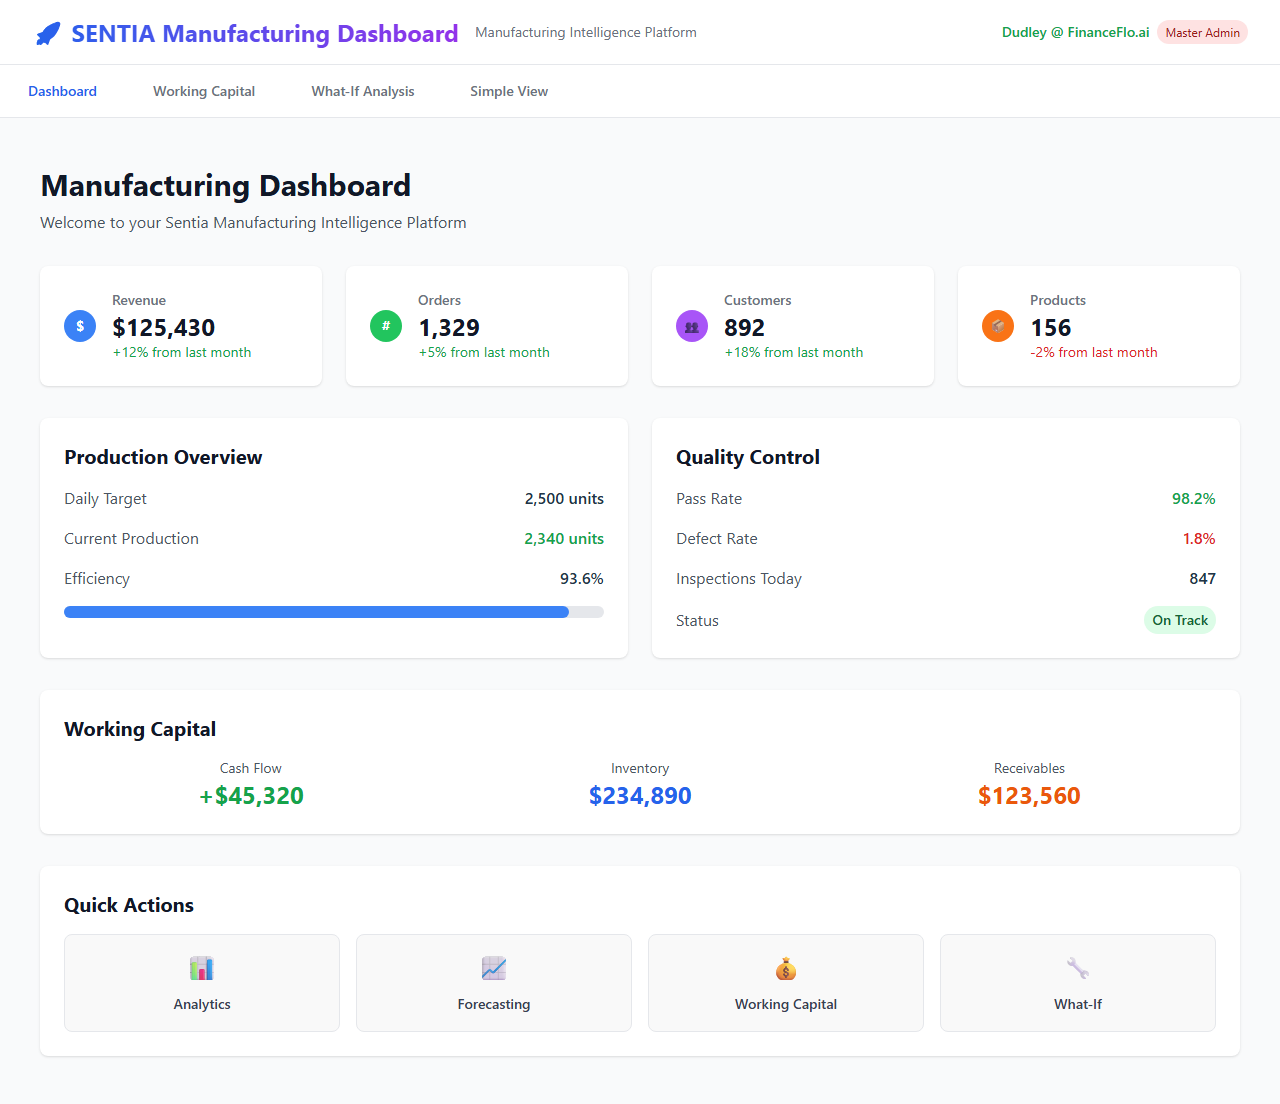 SENTIA Manufacturing Dashboard
Manufacturing Intelligence Platform
Dudley @ FinanceFlo.ai
Master Admin
Dashboard
Working Capital
What-If Analysis
Simple View
Manufacturing Dashboard
Welcome to your Sentia Manufacturing Intelligence Platform
$
Revenue
$125,430
+12% from last month
#
Orders
1,329
+5% from last month
Customers
892
+18% from last month
Products
156
-2% from last month
Production Overview
Daily Target 2,500 units
Current Production 2,340 units
Efficiency 93.6%
Quality Control
Pass Rate 98.2%
Defect Rate 1.8%
Inspections Today 847
Status On Track
Working Capital
Cash Flow
+$45,320
Inventory
$234,890
Receivables
$123,560
Quick Actions
Analytics
Forecasting
Working Capital
What-If